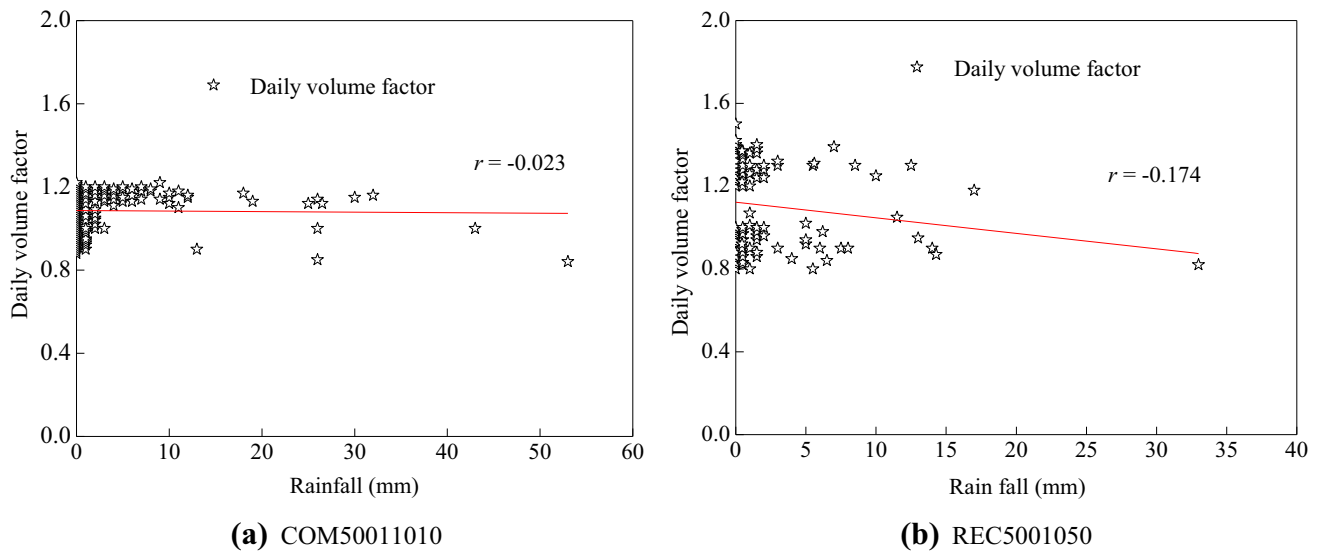 2.0
1.6
1.2
0.8
0.4
0.0
Daily volume factor
Daily volume factor
r = -0.023
0 10 20 30 40 50 60
Rainfall (mm)
(a) COM50011010
2.0
1.6
1.2
0.8
0.4
0.0
Daily volume factor
Daily volume factor
r = -0.174
0 5 10 15 20 25 30 35 40
Rain fall (mm)
(b) REC5001050